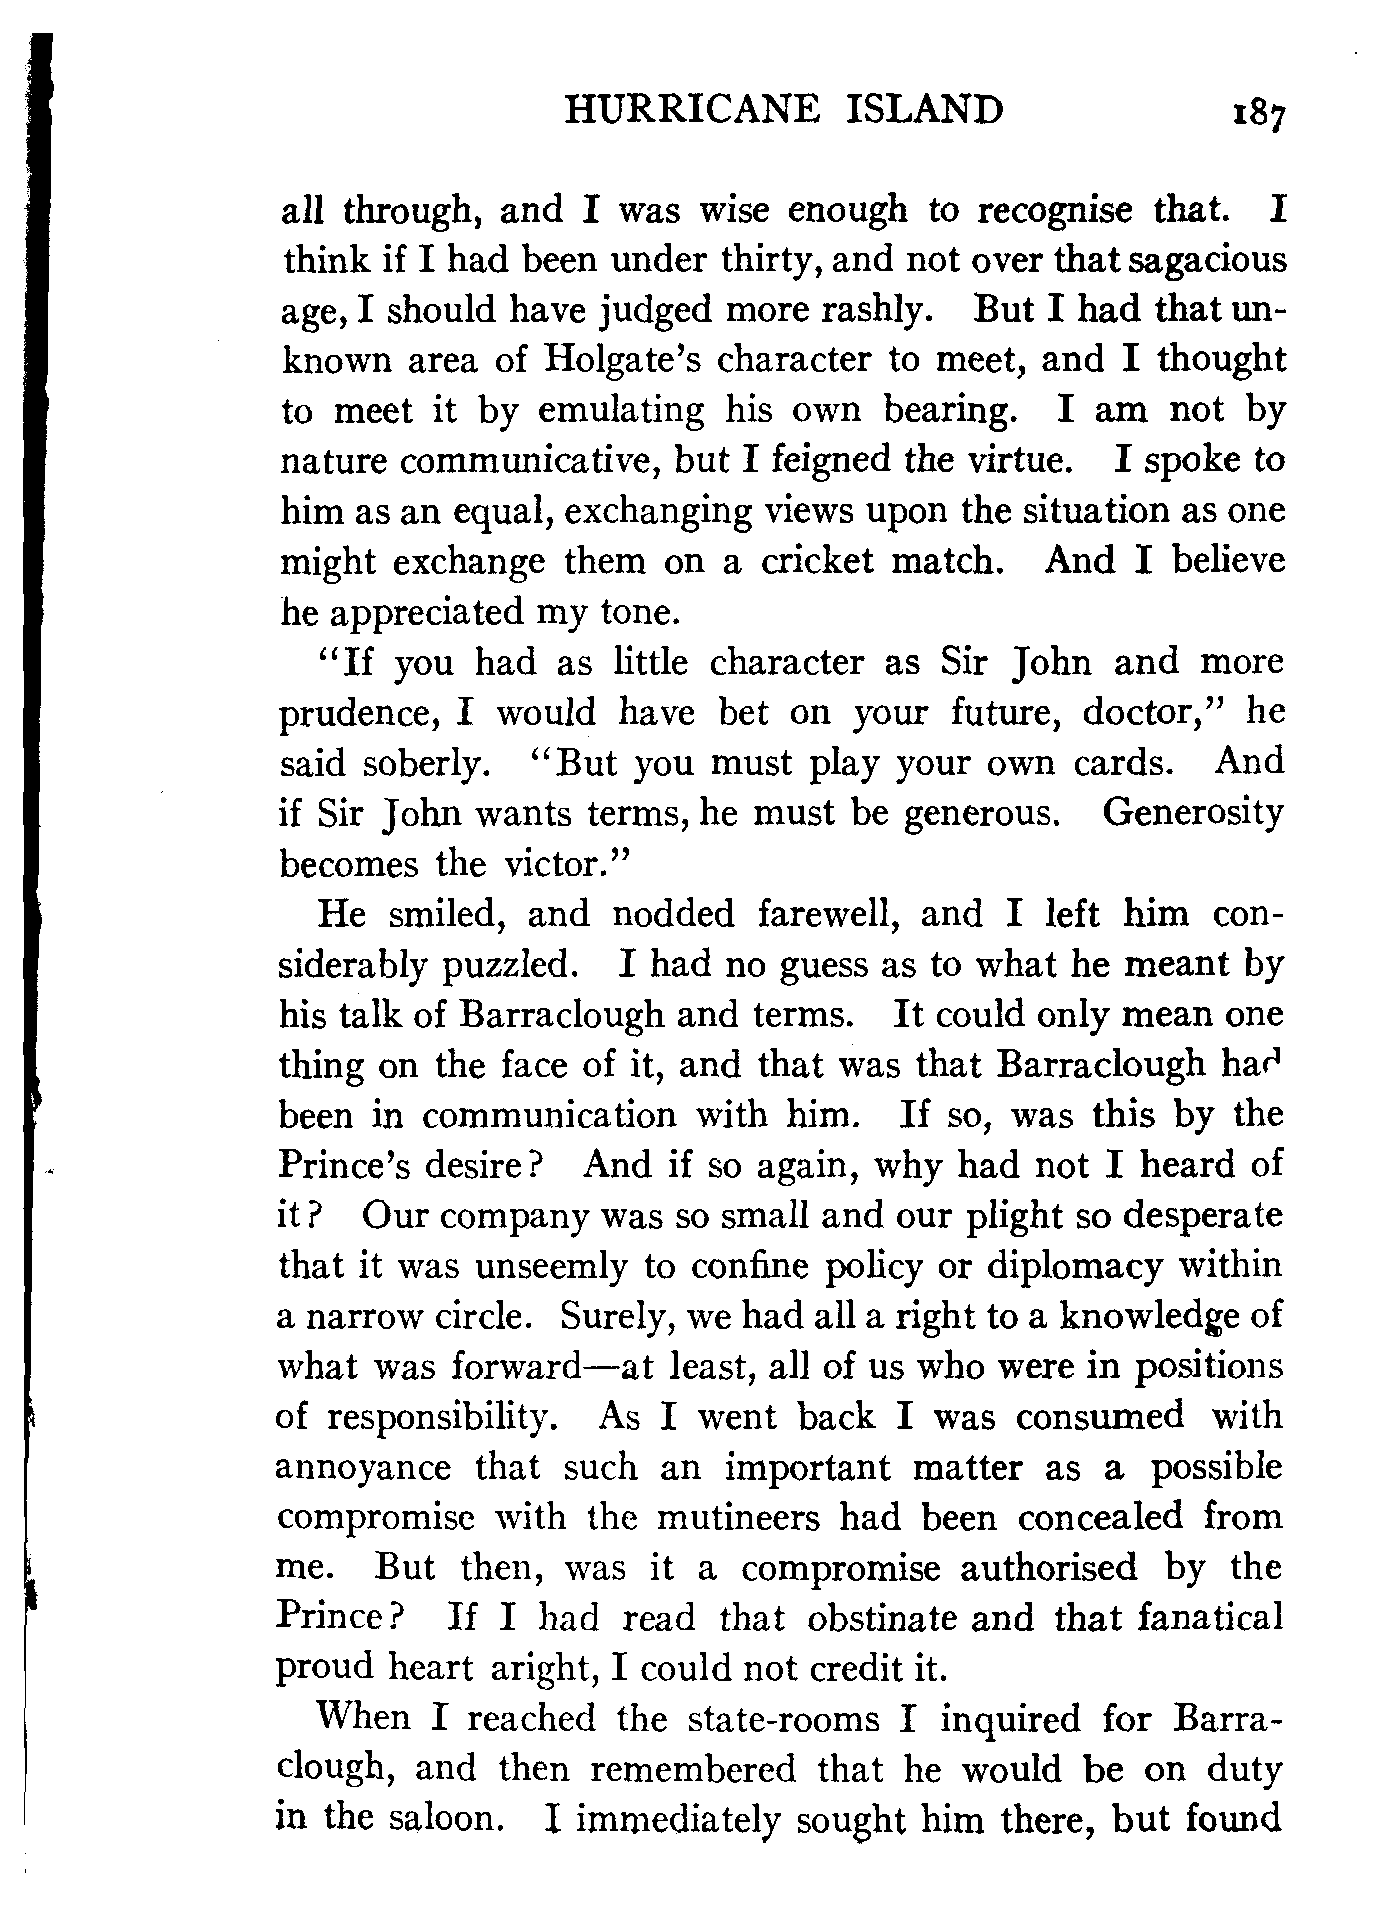 HURRICANE ISLAND 187
all through, and I was wise enough to recognise that. I
think if I had been under thirty, and not over that sagacious
age, I should have judged more rashly. But I had that un-
known area of Holgate's character to meet, and I thought
to meet it by emulating his own bearing. I am not by
nature communicative, but I feigned the virtue. I spoke to
him as an equal, exchanging views upon the situation as one
might exchange them on a cricket match. And I believe
he appreciated my tone.
"If you had as little character as Sir John and more
prudence, I would have bet on your future, doctor," he
said soberly. "But you must play your own cards. And
if Sir John wants terms, he must be generous. Generosity
becomes the victor."
He smiled, and nodded farewell, and I left him con-
siderably puzzled. I had no guess as to what he meant by
his talk of Barraclough and terms. It could only mean one
thing on the face of it, and that was that Barraclough had
been in communication with him. If so, was this by the
Prince's desire? And if so again, why had not I heard of
it? Our company was so small and our plight so desperate
that it was unseemly to confine policy or diplomacy within
a narrow circle. Surely, we had all a right to a knowledge of
what was forward—at least, all of us who were in positions
of responsibility. As I went back I was consumed with
annoyance that such an important matter as a possible
compromise with the mutineers had been concealed from
me. But then, was it a compromise authorised by the
Prince? If I had read that obstinate and that fanatical
proud heart aright, I could not credit it.
When I reached the state-rooms I inquired for Barra-
clough, and then remembered that he would be on duty
in the saloon. I immediately sought him there, but found